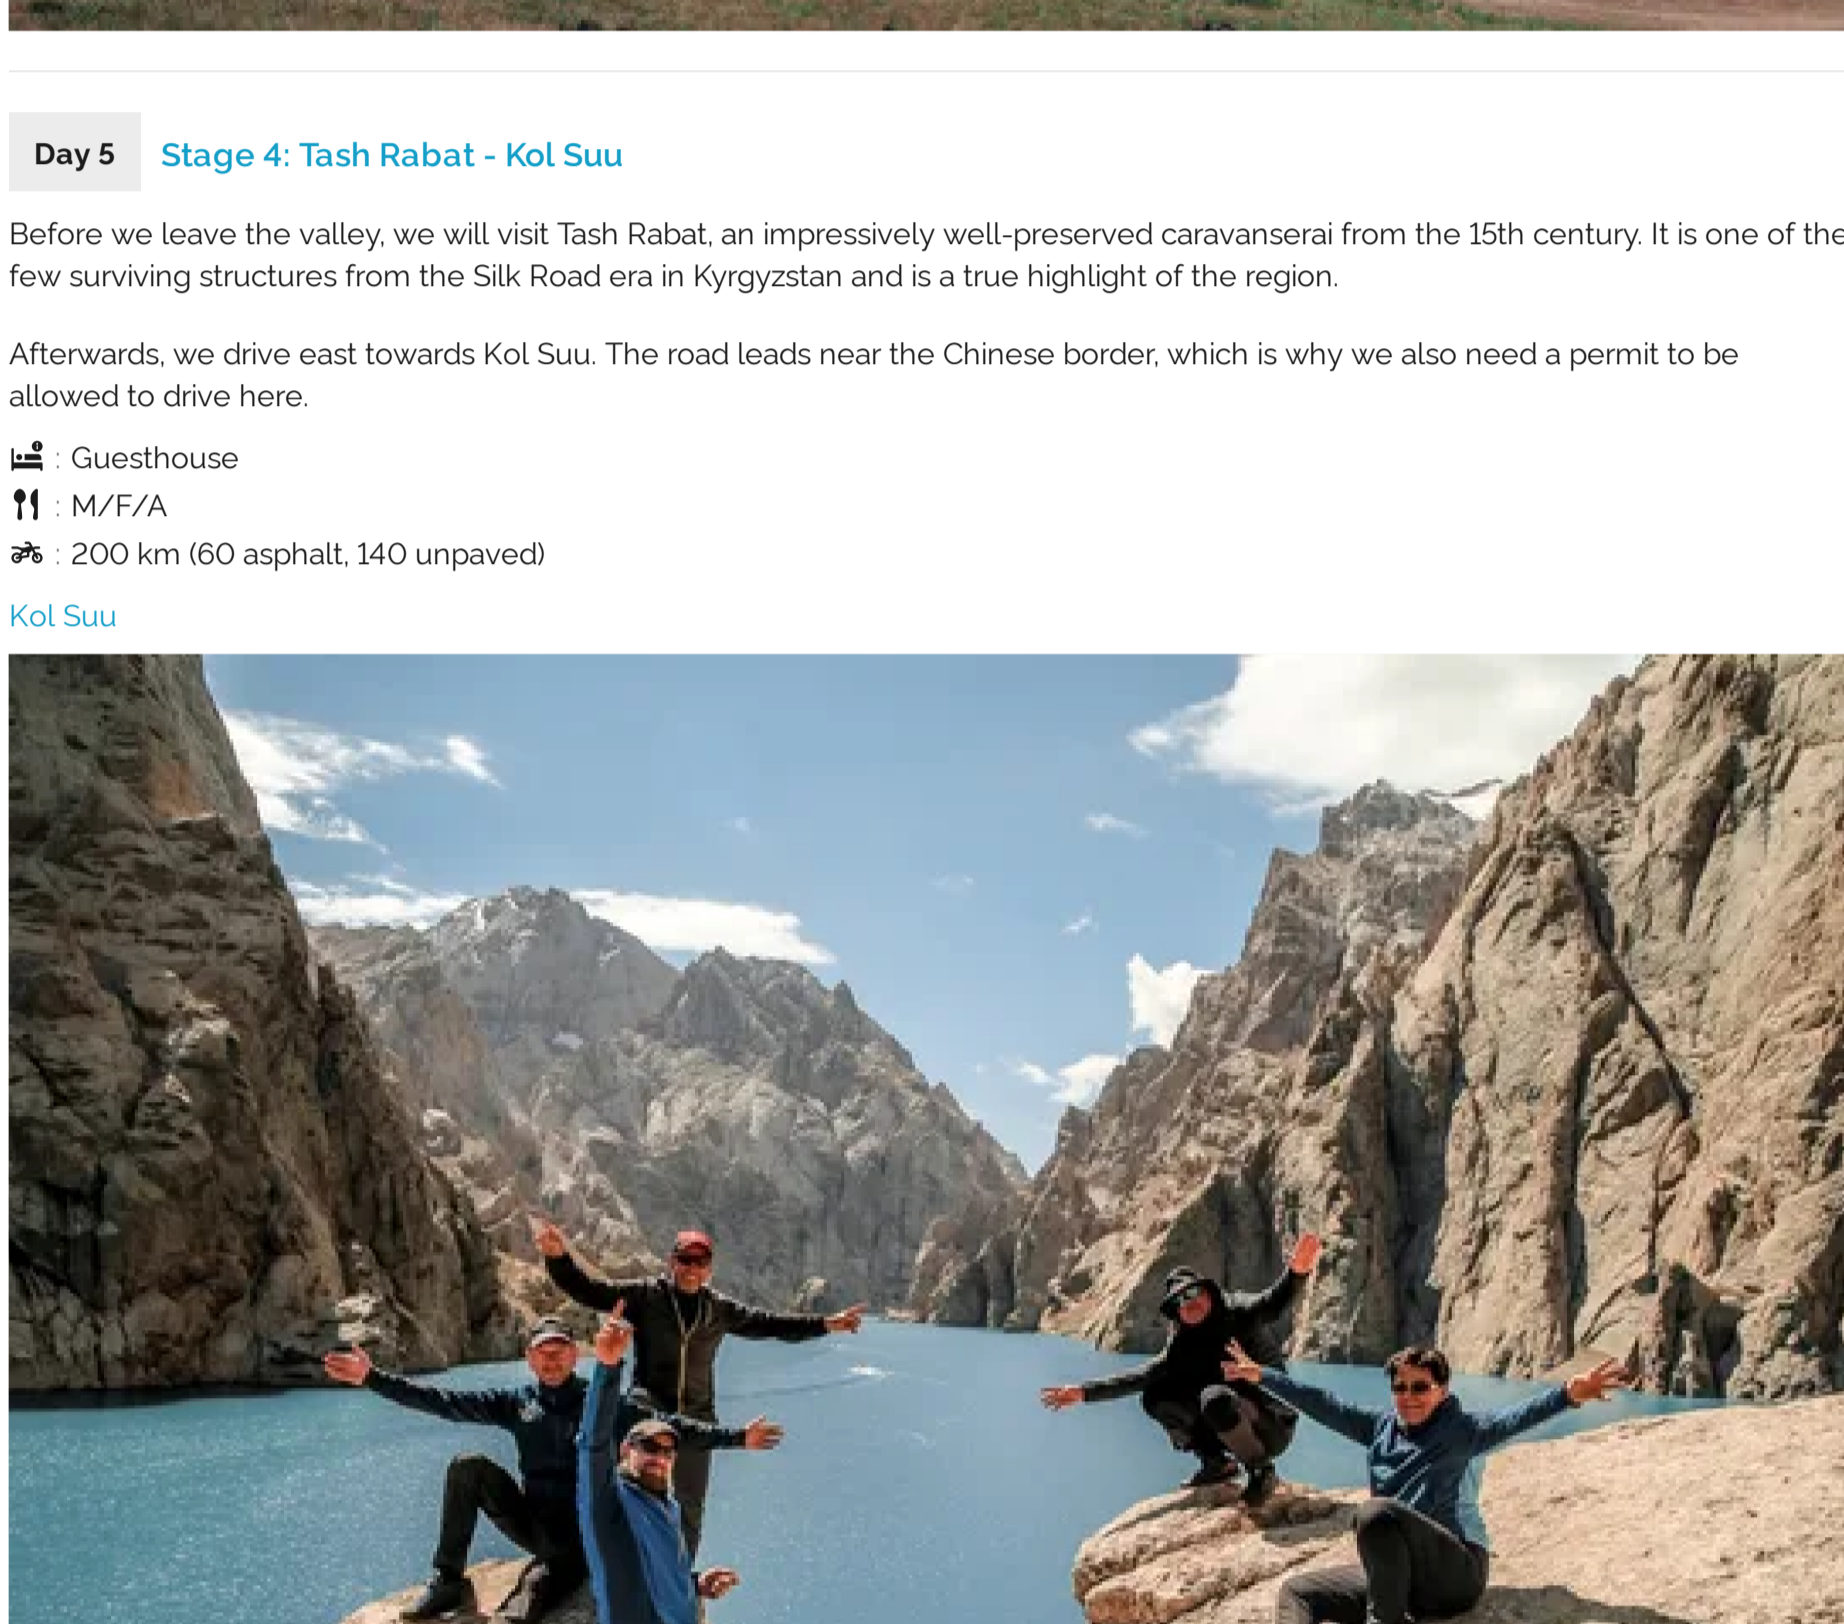 Day 5
Stage 4: Tash Rabat - Kol Suu
Before we leave the valley, we will visit Tash Rabat, an impressively well-preserved caravanserai from the 15th century. It is one of the
few surviving structures from the Silk Road era in Kyrgyzstan and is a true highlight of the region.
Afterwards, we drive east towards Kol Suu. The road leads near the Chinese border, which is why we also need a permit to be
allowed to drive here.
: Guesthouse
: M/F/A
: 200 km (60 asphalt, 140 unpaved)
Kol Suu